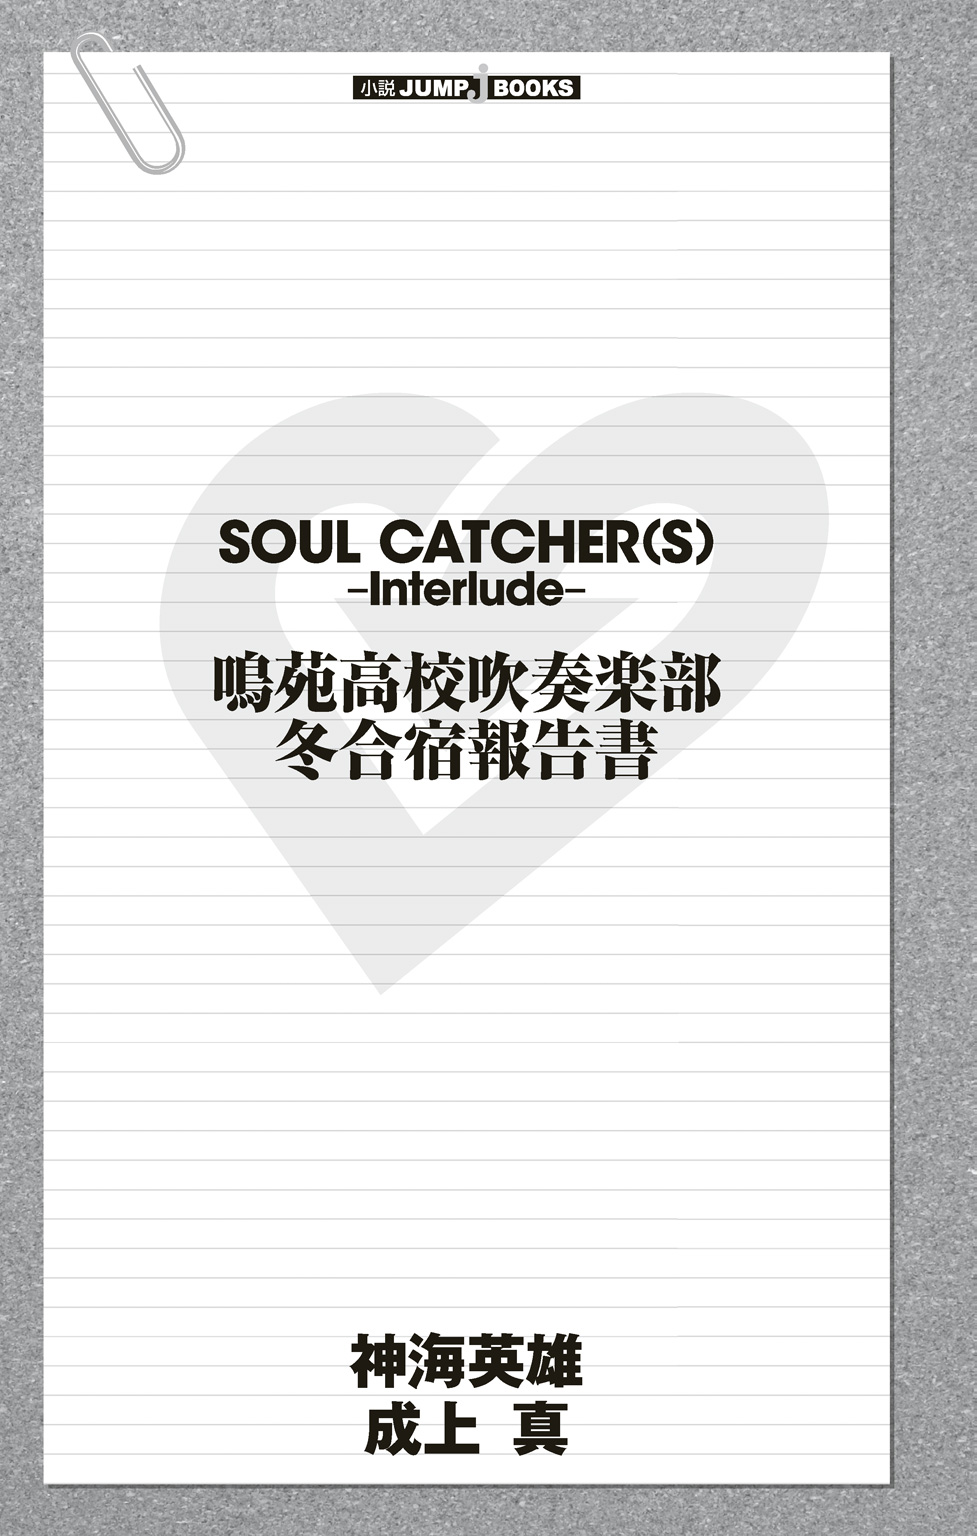 小説 JUMP j BOOKS
SOUL CATCHER(S)
–Interlude–
鳴苑高校吹奏楽部
冬合宿報告書
神海英雄
成上 真